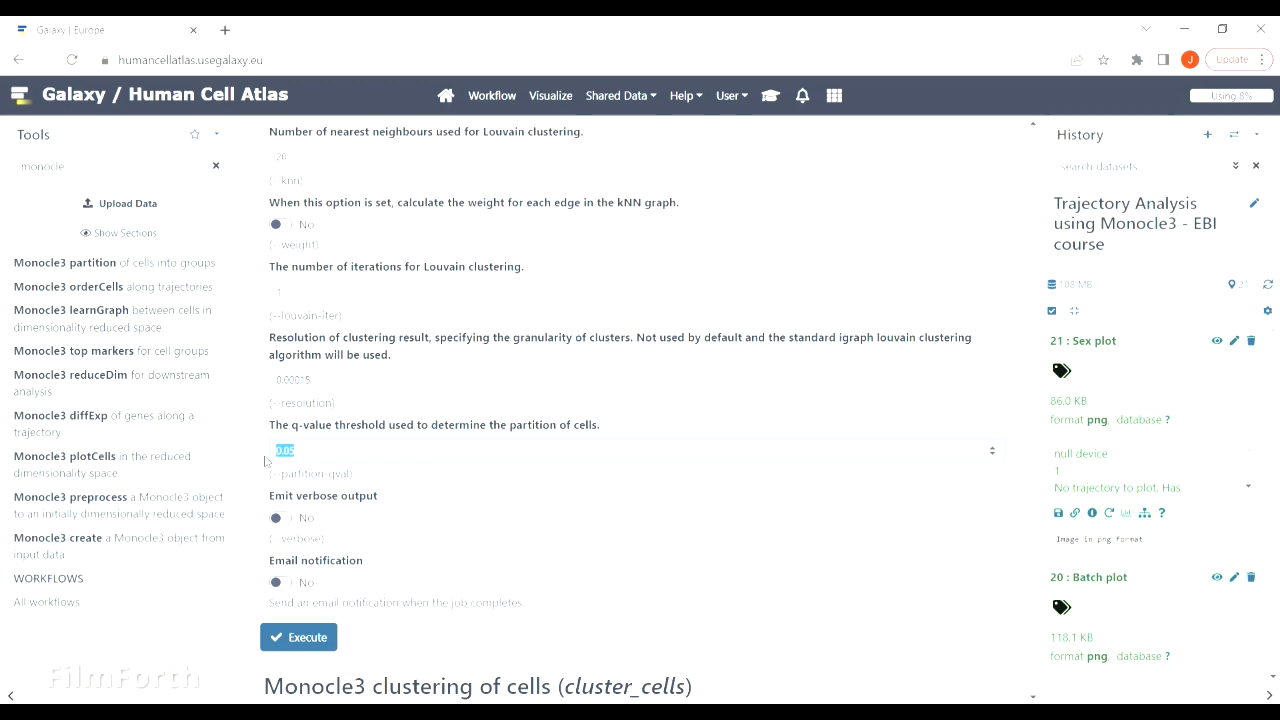 Galaxy | Europe
humancellatlas.usegalaxy.eu
J
Update
Galaxy / Human Cell Atlas
Workflow
Visualize
Shared Data
Help
User
Using 8%
Tools
monocle
Upload Data
Show Sections
Monocle3 partition of cells into groups
Monocle3 orderCells along trajectories
Monocle3 learnGraph between cells in
dimensionality reduced space
Monocle3 top markers for cell groups
Monocle3 reduceDim for downstream
analysis
Monocle3 diffExp of genes along a
trajectory
Monocle3 plotCells in the reduced
dimensionality space
Monocle3 preprocess a Monocle3 object
to an initially dimensionally reduced space
Monocle3 create a Monocle3 object from
input data
WORKFLOWS
All workflows
FilmForth
Number of nearest neighbours used for Louvain clustering.
20
(--knn)
When this option is set, calculate the weight for each edge in the kNN graph.
No
(--weight)
The number of iterations for Louvain clustering.
1
(--louvain-iter)
Resolution of clustering result, specifying the granularity of clusters. Not used by default and the standard igraph louvain clustering
algorithm will be used.
0.00015
(--resolution)
The q-value threshold used to determine the partition of cells.
0.05
(--partition-qval)
Emit verbose output
No
(--verbose)
Email notification
No
Send an email notification when the job completes
Execute
Monocle3 clustering of cells (cluster_cells)
History
search datasets
Trajectory Analysis
using Monocle3 - EBI
course
108 MB
21
21 : Sex plot
86.0 KB
format png, database ?
null device
1
No trajectory to plot. Has
Image in png format
20 : Batch plot
118.1 KB
format png, database ?